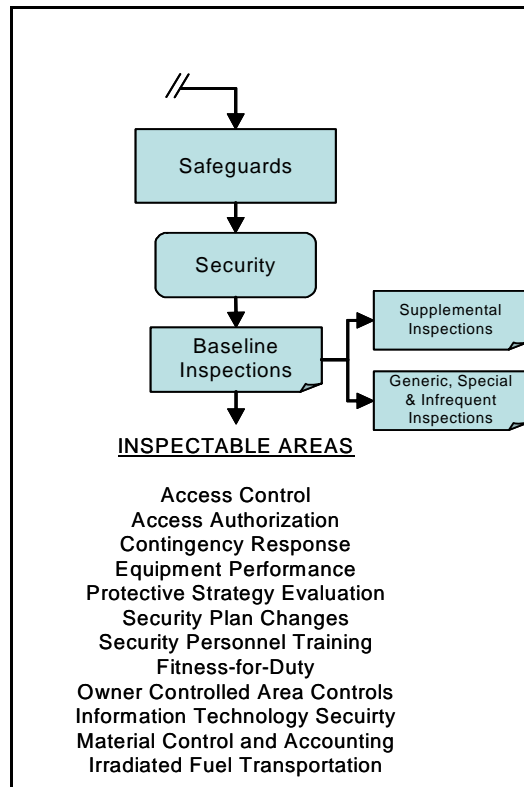 Safeguards
Security
Baseline
Inspections
Supplemental
Inspections
Generic, Special
& Infrequent
Inspections
INSPECTABLE AREAS
Access Control
Access Authorization
Contingency Response
Equipment Performance
Protective Strategy Evaluation
Security Plan Changes
Security Personnel Training
Fitness-for-Duty
Owner Controlled Area Controls
Information Technology Secuirty
Material Control and Accounting
Irradiated Fuel Transportation